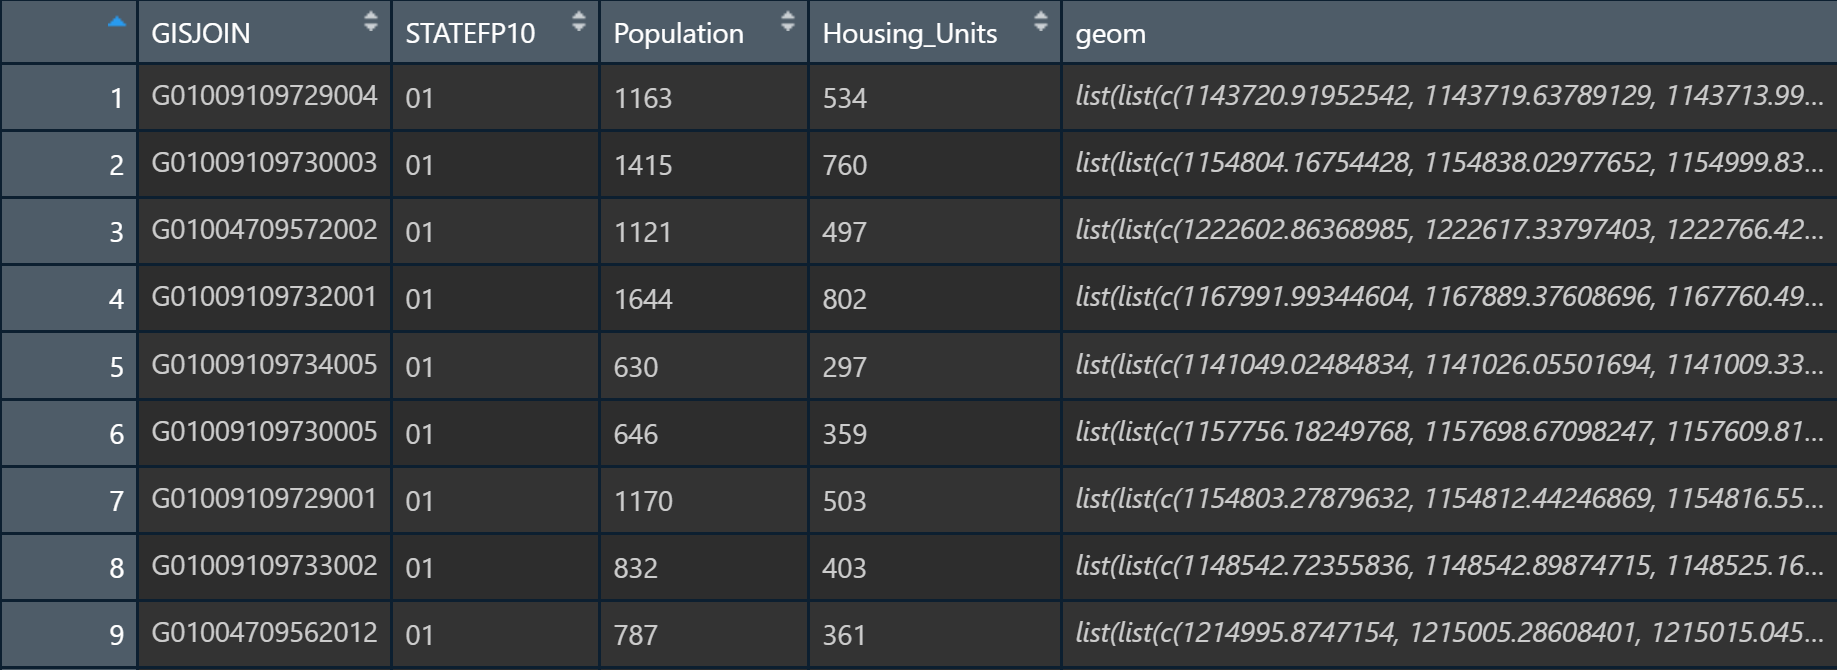 GISJOIN STATEFP10 Population Housing_Units geom
1 G01009109729004 01 1163 534 list(list(c(1143720.91952542, 1143719.63789129, 1143713.99...
2 G01009109730003 01 1415 760 list(list(c(1154804.16754428, 1154838.02977652, 1154999.83...
3 G01004709572002 01 1121 497 list(list(c(1222602.86368985, 1222617.33797403, 1222766.42...
4 G01009109732001 01 1644 802 list(list(c(1167991.99344604, 1167889.37608696, 1167760.49...
5 G01009109734005 01 630 297 list(list(c(1141049.02484834, 1141026.05501694, 1141009.33...
6 G01009109730005 01 646 359 list(list(c(1157756.18249768, 1157698.67098247, 1157609.81...
7 G01009109729001 01 1170 503 list(list(c(1154803.27879632, 1154812.44246869, 1154816.55...
8 G01009109733002 01 832 403 list(list(c(1148542.72355836, 1148542.89874715, 1148525.16...
9 G01004709562012 01 787 361 list(list(c(1214995.8747154, 1215005.28608401, 1215015.045...